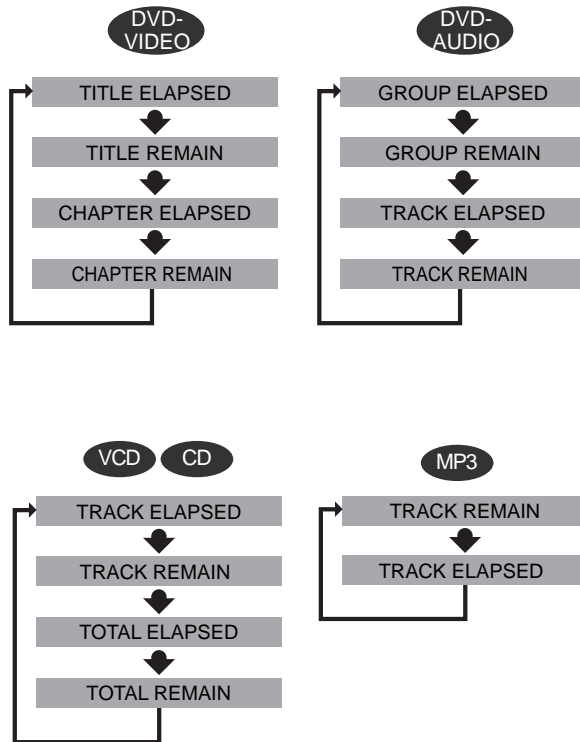 DVD-
VIDEO
TITLE ELAPSED
TITLE REMAIN
CHAPTER ELAPSED
CHAPTER REMAIN
DVD-
AUDIO
GROUP ELAPSED
GROUP REMAIN
TRACK ELAPSED
TRACK REMAIN
VCD CD
TRACK ELAPSED
TRACK REMAIN
TOTAL ELAPSED
TOTAL REMAIN
MP3
TRACK REMAIN
TRACK ELAPSED